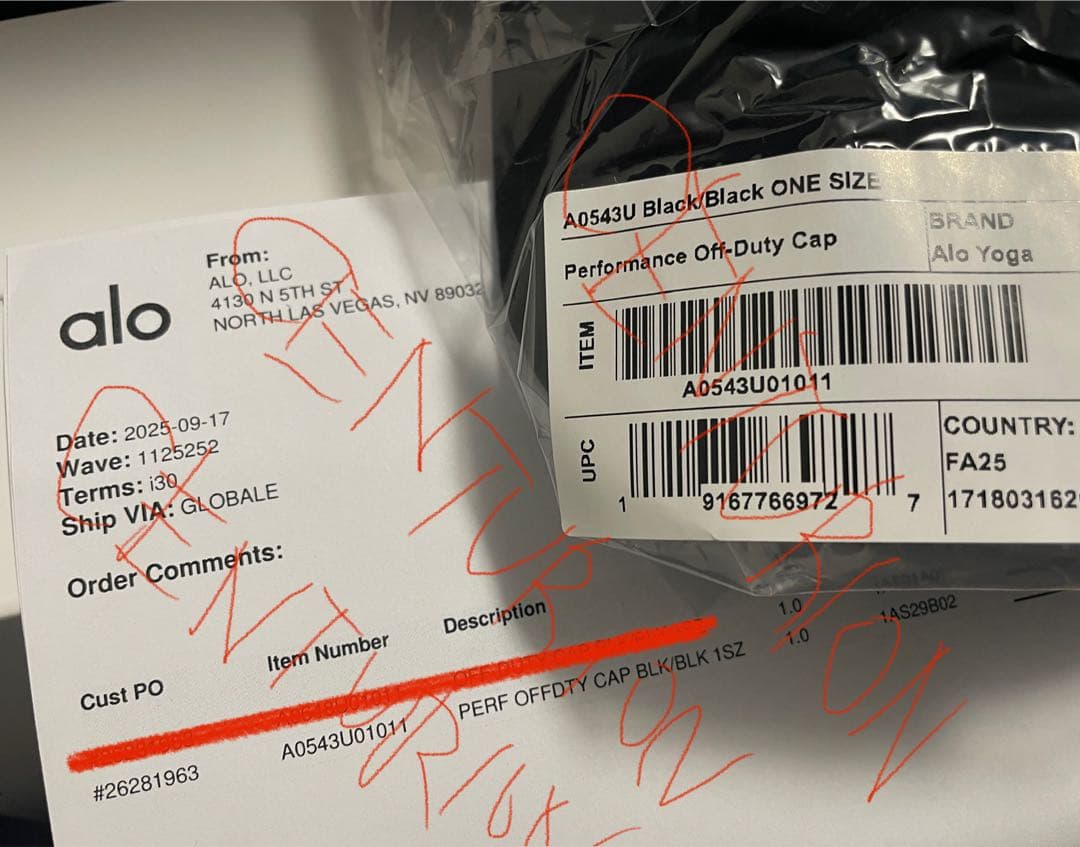 alo
From:
ALO, LLC
4130 N 5TH ST
NORTH LAS VEGAS, NV 89032
Date: 2025-09-17
Wave: 1125252
Terms: i30
Ship VIA: GLOBALE
Order Comments:
Cust PO Item Number Description
1.0
#26281963 A0543U01011 PERF OFFDTY CAP BLK/BLK 1SZ 1.0 1AS29B02
A0543U Black/Black ONE SIZE
Performance Off-Duty Cap
BRAND
Alo Yoga
ITEM
A0543U01011
UPC
1 9167766972 7
COUNTRY:
FA25
171803162